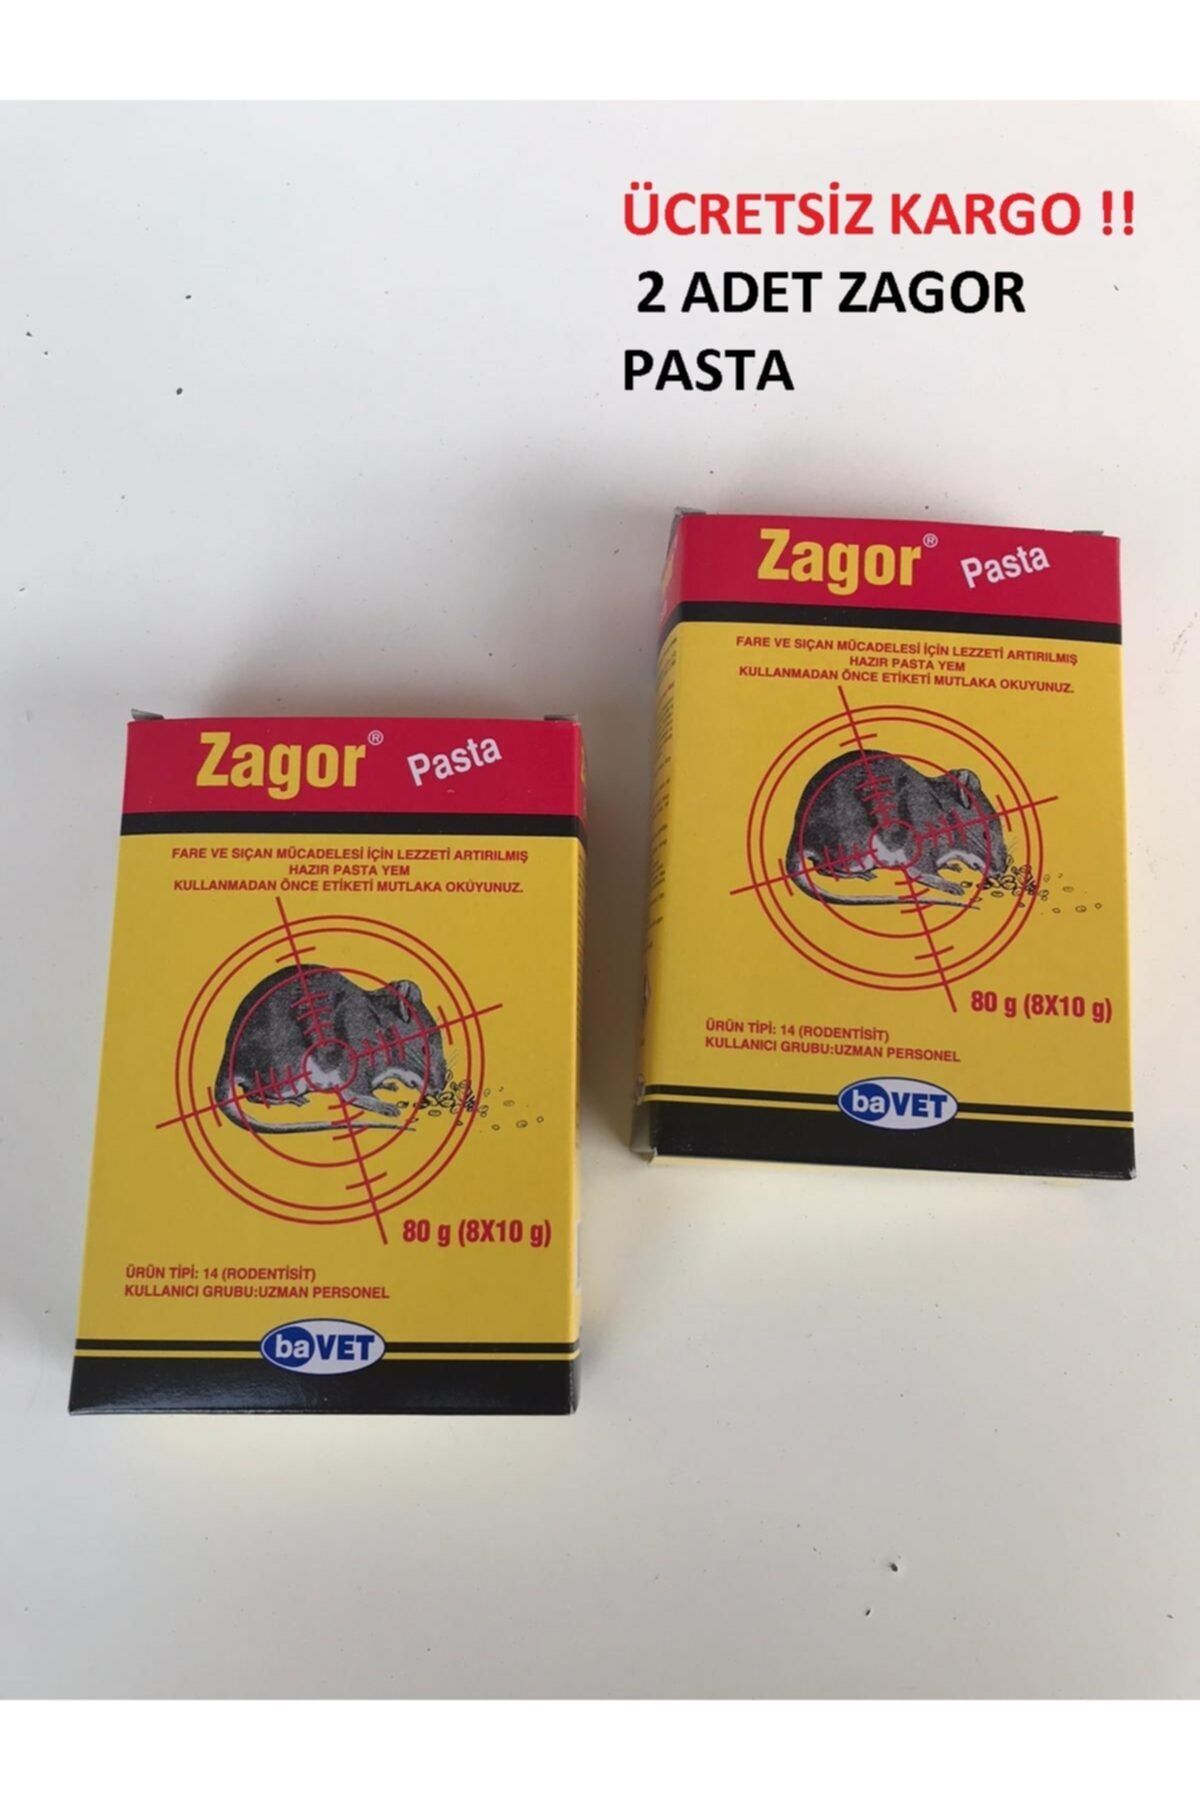 ÜCRETSİZ KARGO !!
2 ADET ZAGOR
PASTA
Zagor® Pasta
FARE VE SIÇAN MÜCADELESİ İÇİN LEZZETİ ARTIRILMIŞ
HAZIR PASTA YEM
KULLANMADAN ÖNCE ETİKETİ MUTLAKA OKUYUNUZ.
80 g (8X10 g)
ÜRÜN TİPİ: 14 (RODENTİSİT)
KULLANICI GRUBU:UZMAN PERSONEL
baVET
Zagor® Pasta
FARE VE SIÇAN MÜCADELESİ İÇİN LEZZETİ ARTIRILMIŞ
HAZIR PASTA YEM
KULLANMADAN ÖNCE ETİKETİ MUTLAKA OKUYUNUZ.
80 g (8X10 g)
ÜRÜN TİPİ: 14 (RODENTİSİT)
KULLANICI GRUBU:UZMAN PERSONEL
baVET